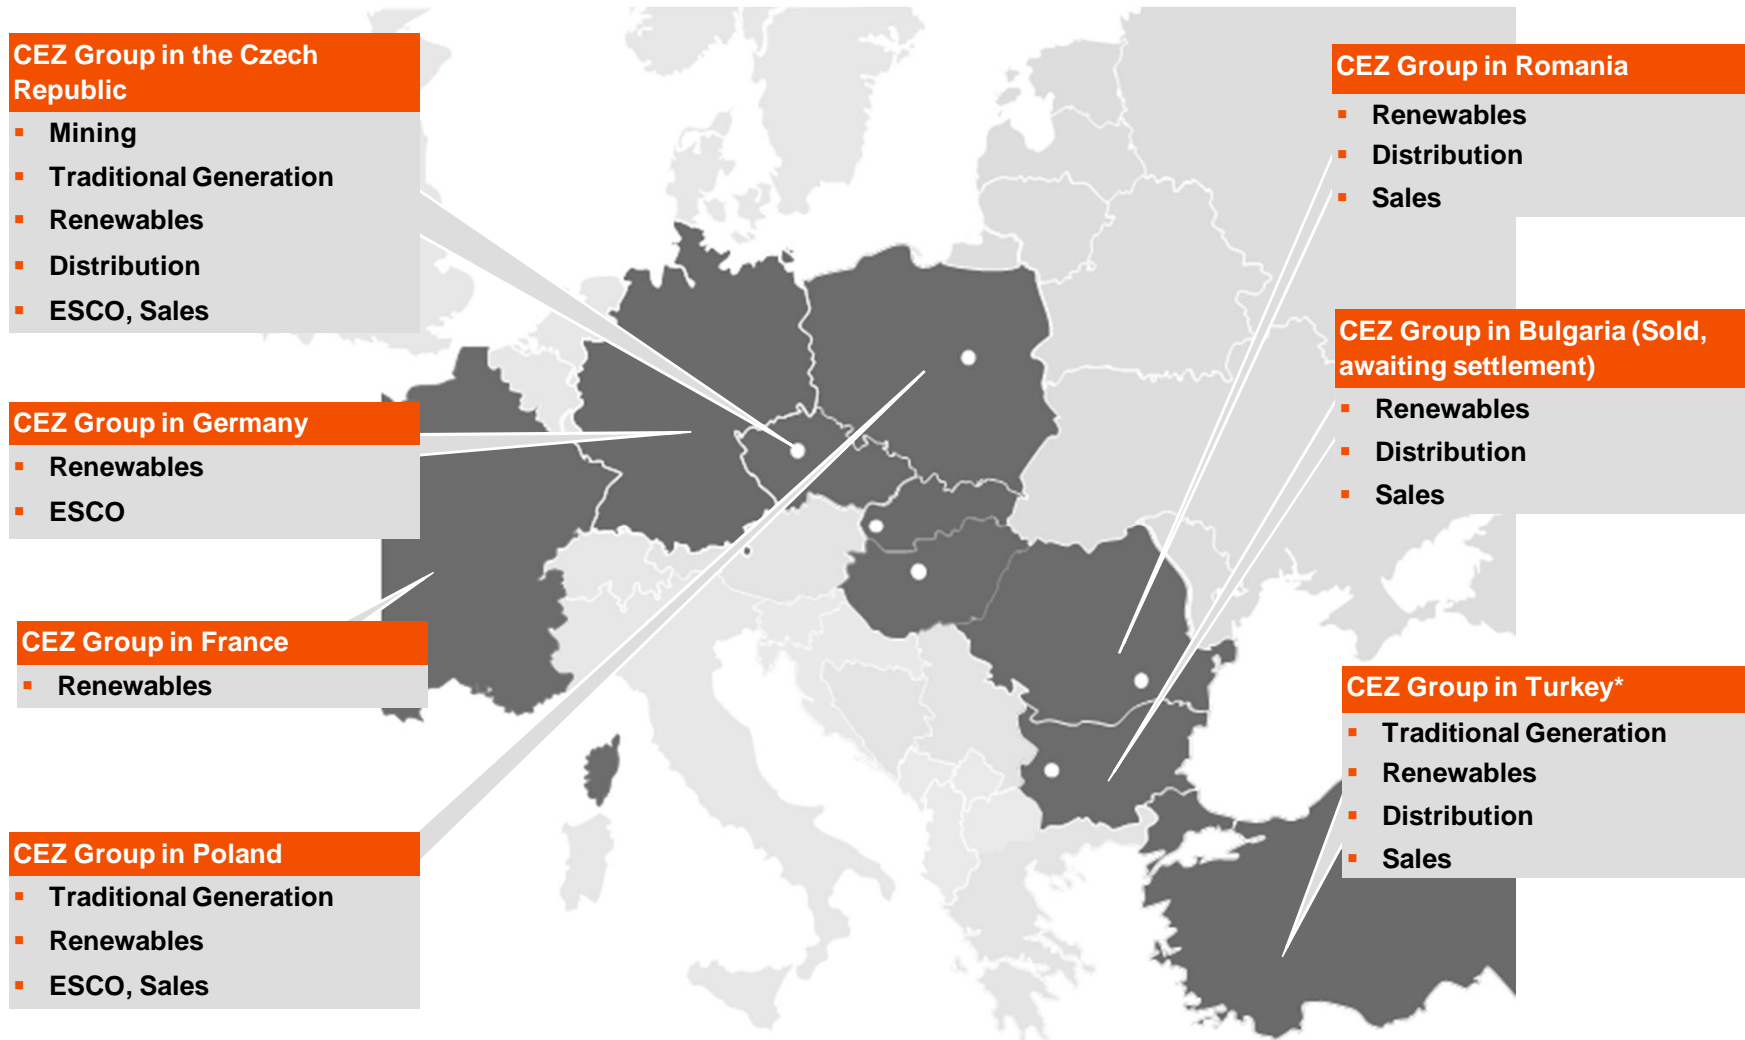 CEZ Group in the Czech
Republic
▪ Mining
▪ Traditional Generation
▪ Renewables
▪ Distribution
▪ ESCO, Sales
CEZ Group in Germany
▪ Renewables
▪ ESCO
CEZ Group in France
▪ Renewables
CEZ Group in Poland
▪ Traditional Generation
▪ Renewables
▪ ESCO, Sales
CEZ Group in Romania
▪ Renewables
▪ Distribution
▪ Sales
CEZ Group in Bulgaria (Sold,
awaiting settlement)
▪ Renewables
▪ Distribution
▪ Sales
CEZ Group in Turkey*
▪ Traditional Generation
▪ Renewables
▪ Distribution
▪ Sales